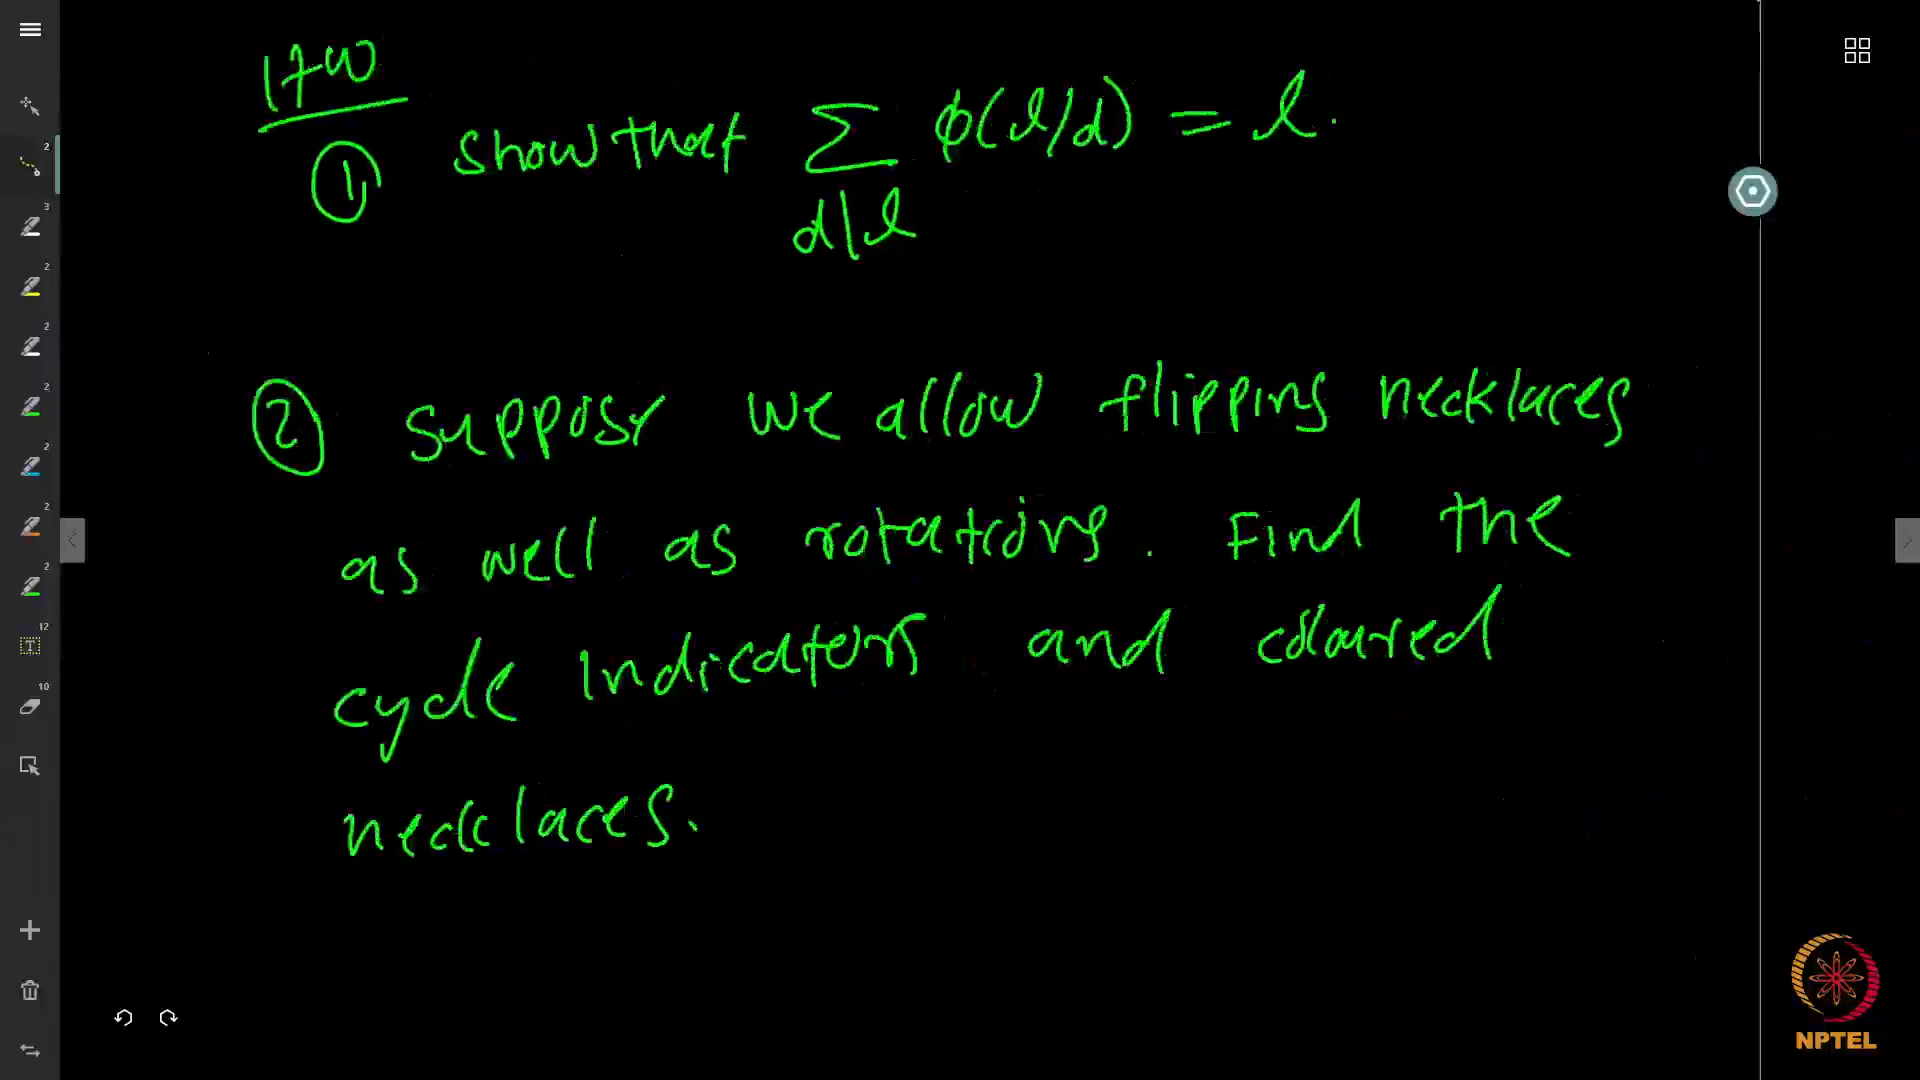 HW
① show that ∑ ϕ(l/d) = l.
d|l
② Suppose we allow flipping necklaces
as well as rotations. Find the
cycle indicators and coloured
necklaces.
NPTEL